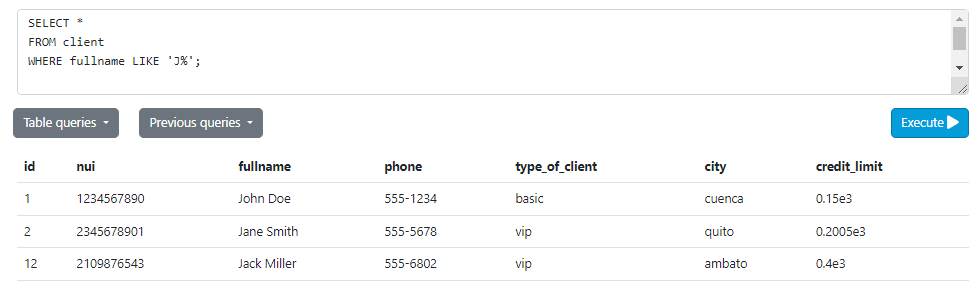 SELECT *
FROM client
WHERE fullname LIKE 'J%';
Table queries Previous queries Execute
id nui fullname phone type_of_client city credit_limit
1 1234567890 John Doe 555-1234 basic cuenca 0.15e3
2 2345678901 Jane Smith 555-5678 vip quito 0.2005e3
12 2109876543 Jack Miller 555-6802 vip ambato 0.4e3